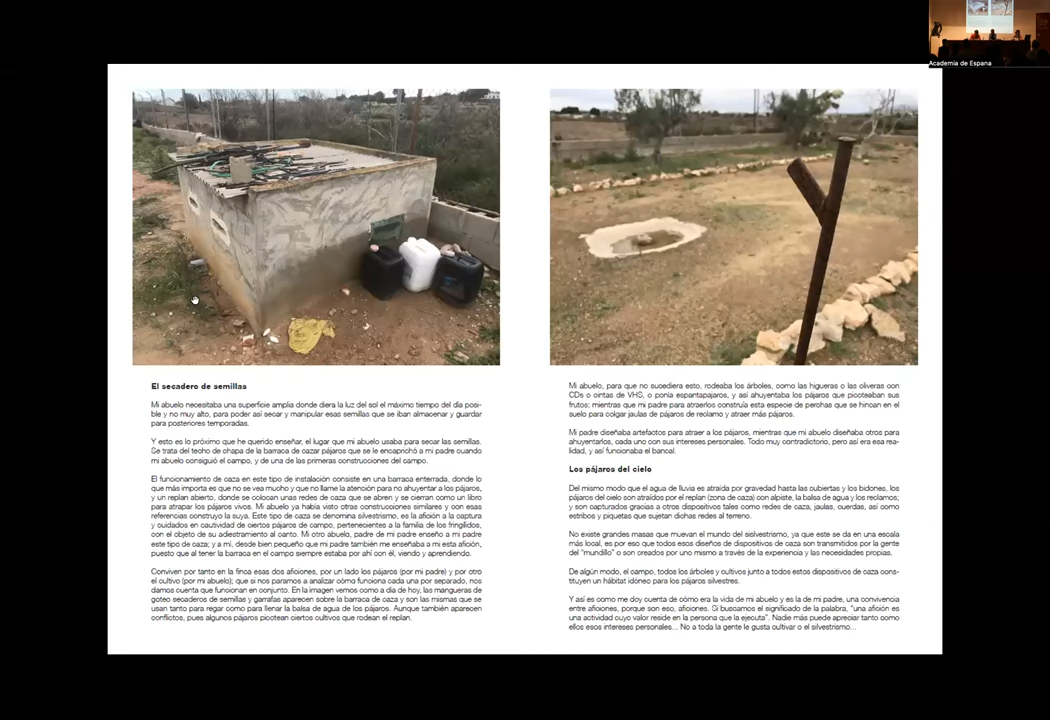 Academia de Espana
El secadero de semillas
Mi abuelo necesitaba una superficie amplia donde diera la luz del sol el máximo tiempo del día posi-
ble y no muy alto, para poder así secar y manipular esas semillas que se iban almacenar y guardar
para posteriores temporadas.
Y esto es lo próximo que he querido enseñar, el lugar que mi abuelo usaba para secar las semillas.
Se trata del techo de chapa de la barraca de cazar pájaros que se le encaprichó a mi padre cuando
mi abuelo consiguió el campo, y de una de las primeras construcciones del campo.
El funcionamiento de caza en este tipo de instalación consiste en una barraca enterrada, donde lo
que más importa es que no se vea mucho y que no llame la atención para no ahuyentar a los pájaros,
y un replan abierto, donde se colocan unas redes de caza que se abren y se cierran como un libro
para atrapar los pájaros vivos. Mi abuelo ya había visto otras construcciones similares y con esas
referencias construyo la suya. Este tipo de caza se denomina silvestrismo, es la afición a la captura
y cuidados en cautividad de ciertos pájaros de campo, pertenecientes a la familia de los fringílidos,
con el objeto de su adiestramiento al canto. Mi otro abuelo, padre de mi padre enseño a mi padre
este tipo de caza; y a mí, desde bien pequeño que mi padre también me enseñaba a mi esta afición,
puesto que al tener la barraca en el campo siempre estaba por ahí con él, viendo y aprendiendo.
Conviven por tanto en la finca esas dos aficiones, por un lado los pájaros (por mi padre) y por otro
el cultivo (por mi abuelo); que si nos paramos a analizar cómo funciona cada una por separado, nos
damos cuenta que funcionan en conjunto. En la imagen vemos como a día de hoy, las mangueras de
goteo secaderos de semillas y garrafas aparecen sobre la barraca de caza y son las mismas que se
usan tanto para regar como para llenar la balsa de agua de los pájaros. Aunque también aparecen
conflictos, pues algunos pájaros picotean ciertos cultivos que rodean el replan.
Mi abuelo, para que no sucediera esto, rodeaba los árboles, como las higueras o las oliveras con
CDs o cintas de VHS, o ponía espantapajaros, y así ahuyentaba los pájaros que picoteaban sus
frutos; mientras que mi padre para atraerlos construía esta especie de perchas que se hincan en el
suelo para colgar jaulas de pájaros de reclamo y atraer más pájaros.
Mi padre diseñaba artefactos para atraer a los pájaros, mientras que mi abuelo diseñaba otros para
ahuyentarlos, cada uno con sus intereses personales. Todo muy contradictorio, pero así era esa rea-
lidad, y así funcionaba el bancal.
Los pájaros del cielo
Del mismo modo que el agua de lluvia es atraida por gravedad hasta las cubiertas y los bidones, los
pájaros del cielo son atraídos por el replan (zona de caza) con alpiste, la balsa de agua y los reclamos;
y son capturados gracias a otros dispositivos tales como redes de caza, jaulas, cuerdas, así como
estribos y piquetas que sujetan dichas redes al terreno.
No existe grandes masas que muevan el mundo del sislvestrismo, ya que este se da en una escala
más local, es por eso que todos esos diseños de dispositivos de caza son transmitidos por la gente
del “mundillo” o son creados por uno mismo a través de la experiencia y las necesidades propias.
De algún modo, el campo, todos los árboles y cultivos junto a todos estos dispositivos de caza cons-
tituyen un hábitat idóneo para los pájaros silvestres.
Y así es como me doy cuenta de cómo era la vida de mi abuelo y es la de mi padre, una convivencia
entre aficiones, porque son eso, aficiones. Si buscamos el significado de la palabra, “una afición es
una actividad cuyo valor reside en la persona que la ejecuta”. Nadie más puede apreciar tanto como
ellos esos intereses personales... No a toda la gente le gusta cultivar o el silvestrismo...